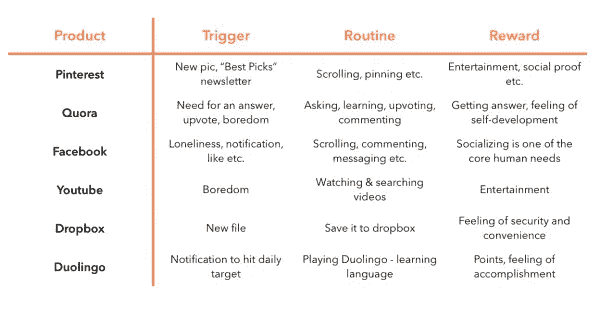 Product Trigger Routine Reward
Pinterest New pic, “Best Picks” newsletter Scrolling, pinning etc. Entertainment, social proof etc.
Quora Need for an answer, upvote, boredom Asking, learning, upvoting, commenting Getting answer, feeling of self-development
Facebook Loneliness, notification, like etc. Scrolling, commenting, messaging etc. Socializing is one of the core human needs
Youtube Boredom Watching & searching videos Entertainment
Dropbox New file Save it to dropbox Feeling of security and convenience
Duolingo Notification to hit daily target Playing Duolingo - learning language Points, feeling of accomplishment